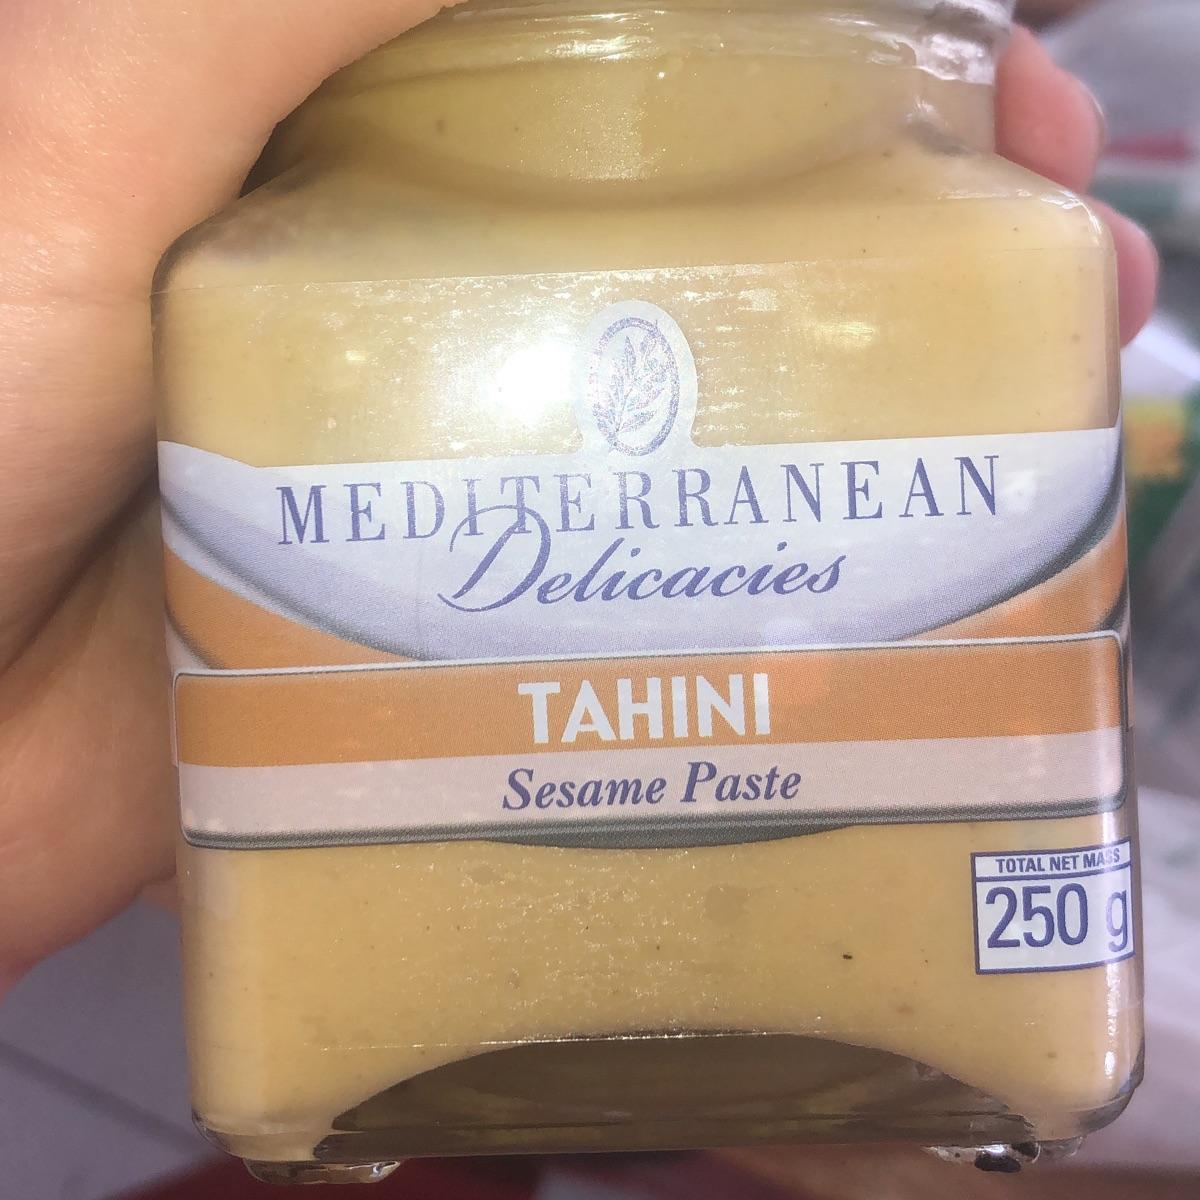 MEDITERRANEAN
Delicacies
TAHINI
Sesame Paste
TOTAL NET MASS
250 g